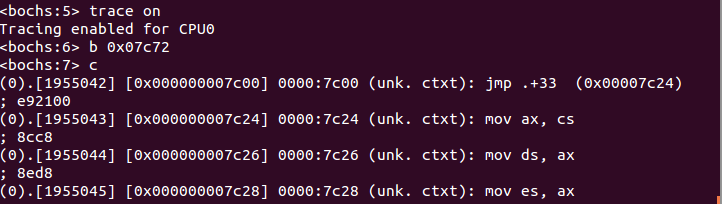 <bochs:5> trace on
Tracing enabled for CPU0
<bochs:6> b 0x07c72
<bochs:7> c
(0).[1955042] [0x000000007c00] 0000:7c00 (unk. ctxt): jmp .+33  (0x00007c24)
; e92100
(0).[1955043] [0x000000007c24] 0000:7c24 (unk. ctxt): mov ax, cs
; 8cc8
(0).[1955044] [0x000000007c26] 0000:7c26 (unk. ctxt): mov ds, ax
; 8ed8
(0).[1955045] [0x000000007c28] 0000:7c28 (unk. ctxt): mov es, ax